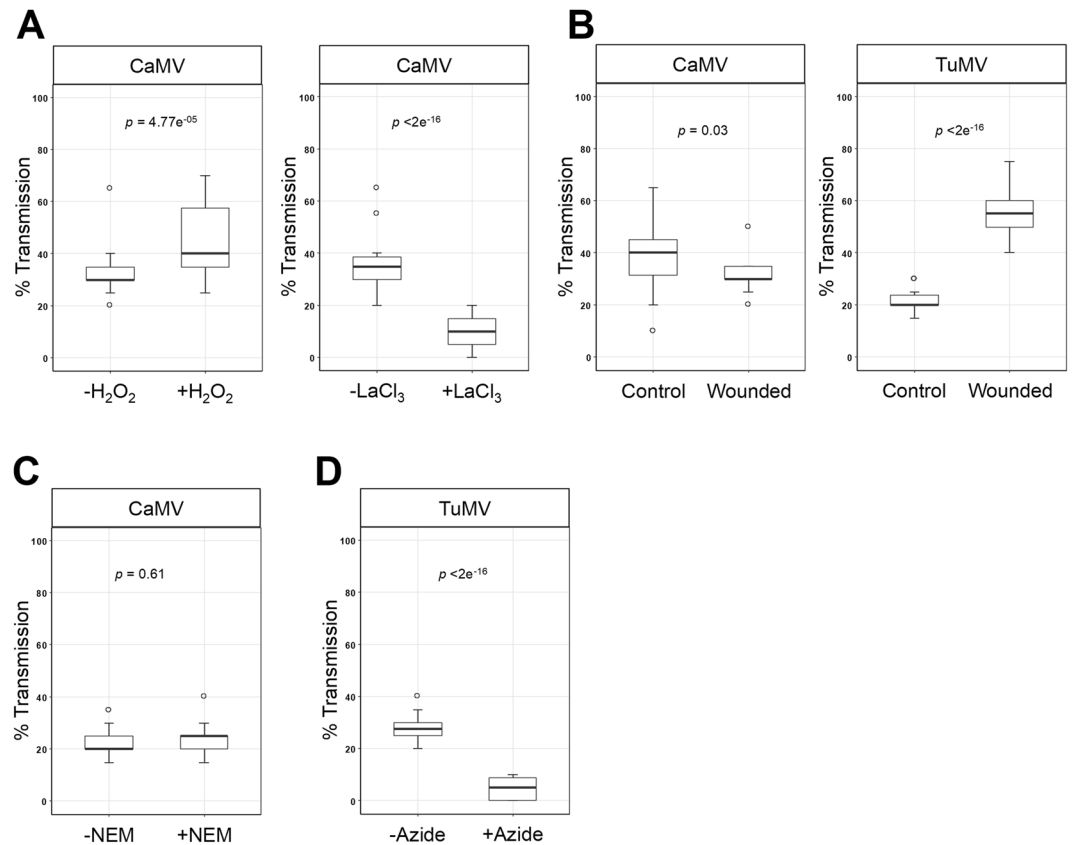 A
CaMV
CaMV
% Transmission
100
80
60
40
20
0
p = 4.77e⁻⁰⁵
-H₂O₂ +H₂O₂
% Transmission
100
80
60
40
20
0
p <2e⁻¹⁶
-LaCl₃ +LaCl₃
B
CaMV
TuMV
% Transmission
100
80
60
40
20
0
p = 0.03
Control Wounded
% Transmission
100
80
60
40
20
0
p <2e⁻¹⁶
Control Wounded
C
CaMV
% Transmission
100
80
60
40
20
0
p = 0.61
-NEM +NEM
D
TuMV
% Transmission
100
80
60
40
20
0
p <2e⁻¹⁶
-Azide +Azide